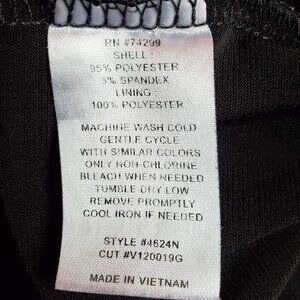 RN #74299
SHELL :
95% POLYESTER
5% SPANDEX
LINING :
100% POLYESTER
MACHINE WASH COLD
GENTLE CYCLE
WITH SIMILAR COLORS
ONLY NON-CHLORINE
BLEACH WHEN NEEDED
TUMBLE DRY LOW
REMOVE PROMPTLY
COOL IRON IF NEEDED
STYLE #4624N
CUT #V120019G
MADE IN VIETNAM